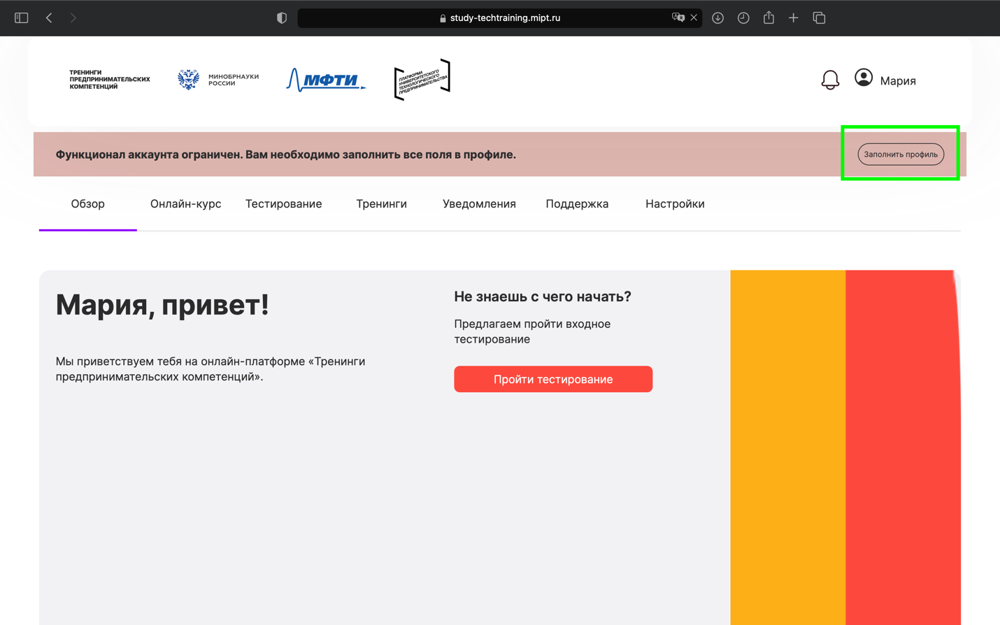 study-techtraining.mipt.ru
ТРЕНИНГИ
ПРЕДПРИНИМАТЕЛЬСКИХ
КОМПЕТЕНЦИЙ
МИНОБРНАУКИ
РОССИИ
МФТИ
ПЛАТФОРМА
УНИВЕРСИТЕТСКОГО
ТЕХНОЛОГИЧЕСКОГО
ПРЕДПРИНИМАТЕЛЬСТВА
Мария
Функционал аккаунта ограничен. Вам необходимо заполнить все поля в профиле.
Заполнить профиль
Обзор Онлайн-курс Тестирование Тренинги Уведомления Поддержка Настройки
Мария, привет!
Мы приветствуем тебя на онлайн-платформе «Тренинги
предпринимательских компетенций».
Не знаешь с чего начать?
Предлагаем пройти входное
тестирование
Пройти тестирование